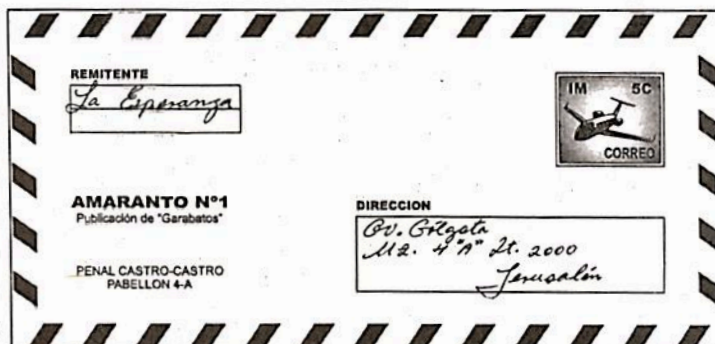 REMITENTE
La Esperanza
IM 5C
CORREO
AMARANTO Nº1
Publicación de "Garabatos"
PENAL CASTRO-CASTRO
PABELLON 4-A
DIRECCION
Av. Gólgota
Mz. 4 "A" Lt. 2000
Jerusalén